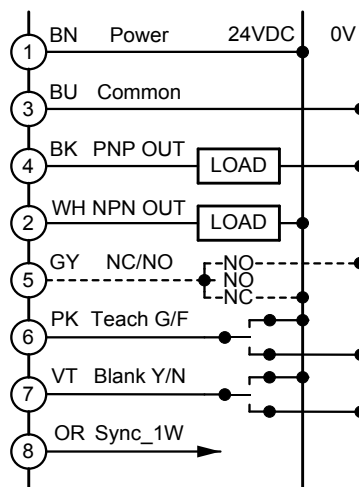 24VDC 0V
1 BN Power
3 BU Common
4 BK PNP OUT LOAD
2 WH NPN OUT LOAD
NO
5 GY NC/NO NO
NC
6 PK Teach G/F
7 VT Blank Y/N
8 OR Sync_1W